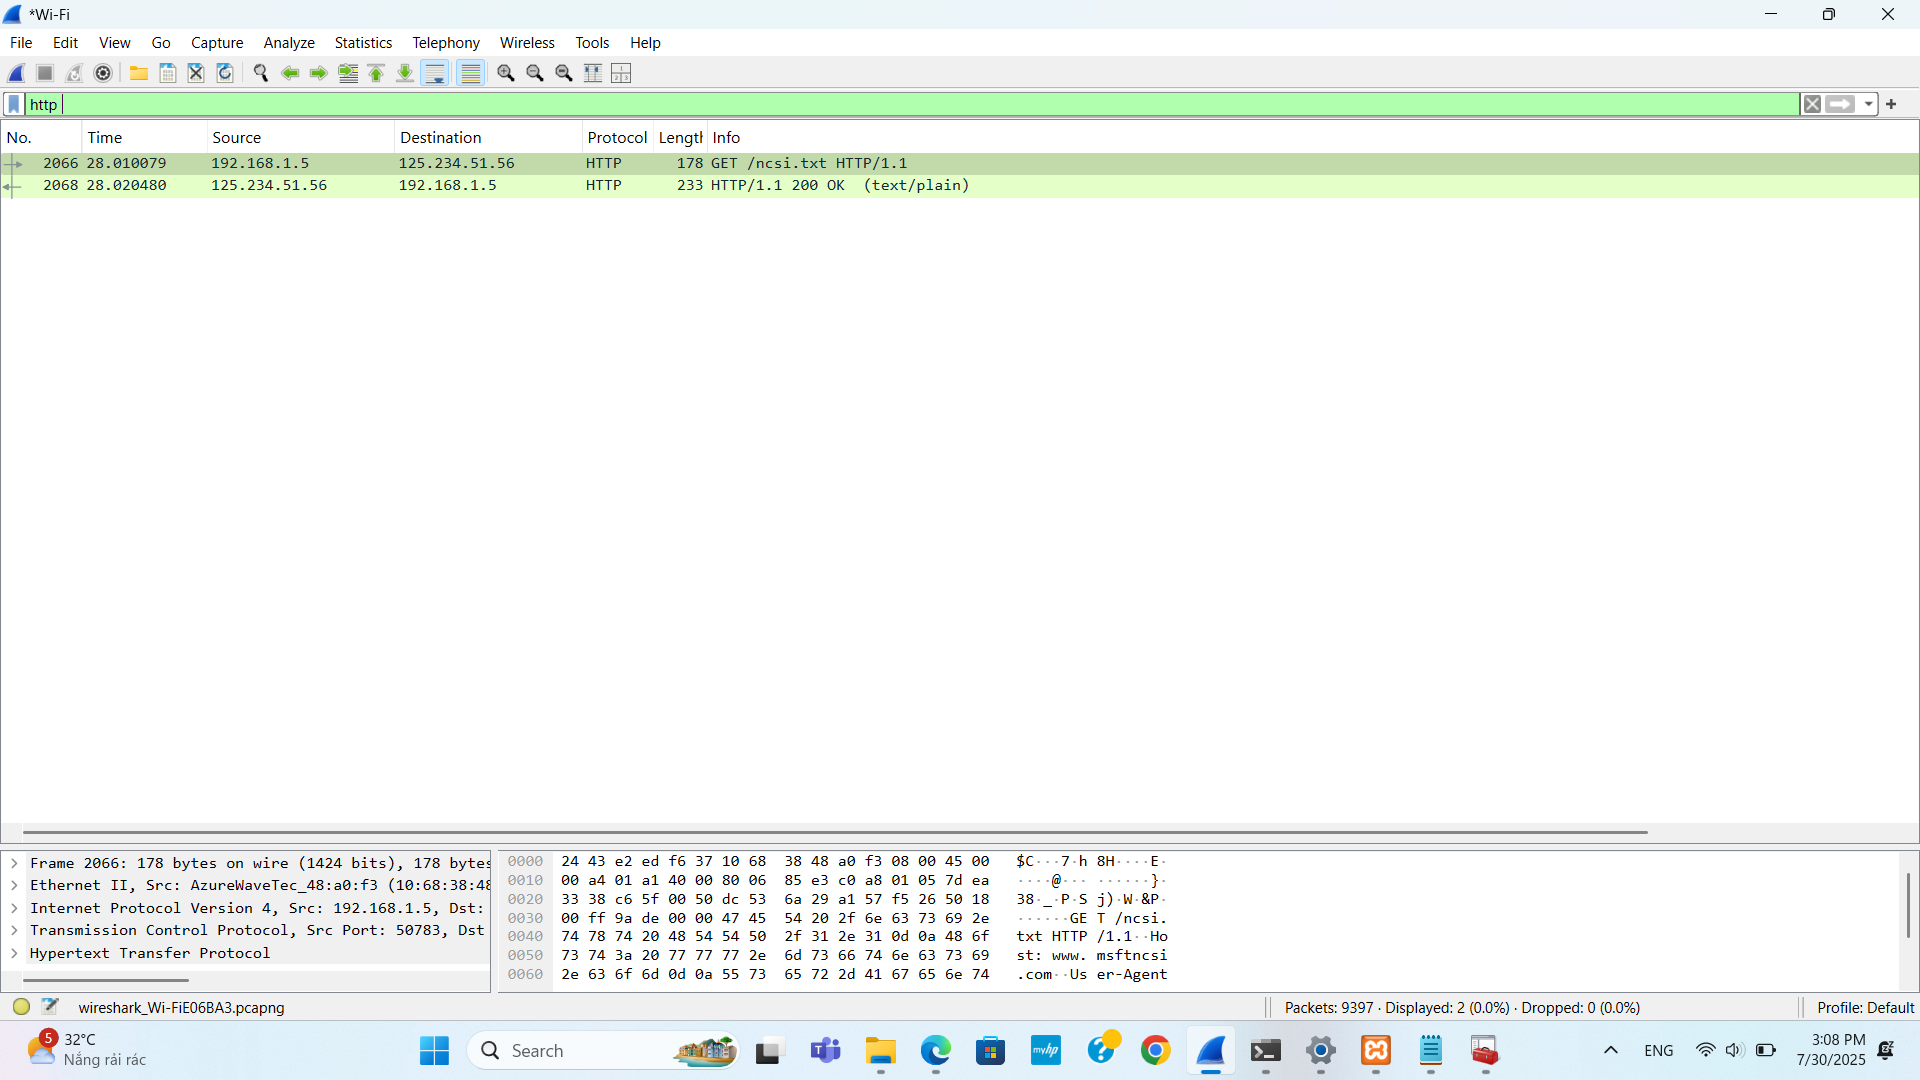 *Wi-Fi
File Edit View Go Capture Analyze Statistics Telephony Wireless Tools Help
http
No. Time Source Destination Protocol Length Info
2066 28.010079 192.168.1.5 125.234.51.56 HTTP 178 GET /ncsi.txt HTTP/1.1
2068 28.020480 125.234.51.56 192.168.1.5 HTTP 233 HTTP/1.1 200 OK (text/plain)
Frame 2066: 178 bytes on wire (1424 bits), 178 bytes
Ethernet II, Src: AzureWaveTec_48:a0:f3 (10:68:38:48
Internet Protocol Version 4, Src: 192.168.1.5, Dst:
Transmission Control Protocol, Src Port: 50783, Dst
Hypertext Transfer Protocol
0000 24 43 e2 ed f6 37 10 68 38 48 a0 f3 08 00 45 00 $C···7·h 8H····E·
0010 00 a4 01 a1 40 00 80 06 85 e3 c0 a8 01 05 7d ea ····@··· ······}·
0020 33 38 c6 5f 00 50 dc 53 6a 29 a1 57 f5 26 50 18 38·_·P·S j)·W·&P·
0030 00 ff 9a de 00 00 47 45 54 20 2f 6e 63 73 69 2e ······GE T /ncsi.
0040 74 78 74 20 48 54 54 50 2f 31 2e 31 0d 0a 48 6f txt HTTP /1.1··Ho
0050 73 74 3a 20 77 77 77 2e 6d 73 66 74 6e 63 73 69 st: www. msftncsi
0060 2e 63 6f 6d 0d 0a 55 73 65 72 2d 41 67 65 6e 74 .com··Us er-Agent
wireshark_Wi-FiE06BA3.pcapng Packets: 9397 · Displayed: 2 (0.0%) · Dropped: 0 (0.0%) Profile: Default
5 32°C
Nắng rải rác
Search
myhp
ENG
3:08 PM
7/30/2025